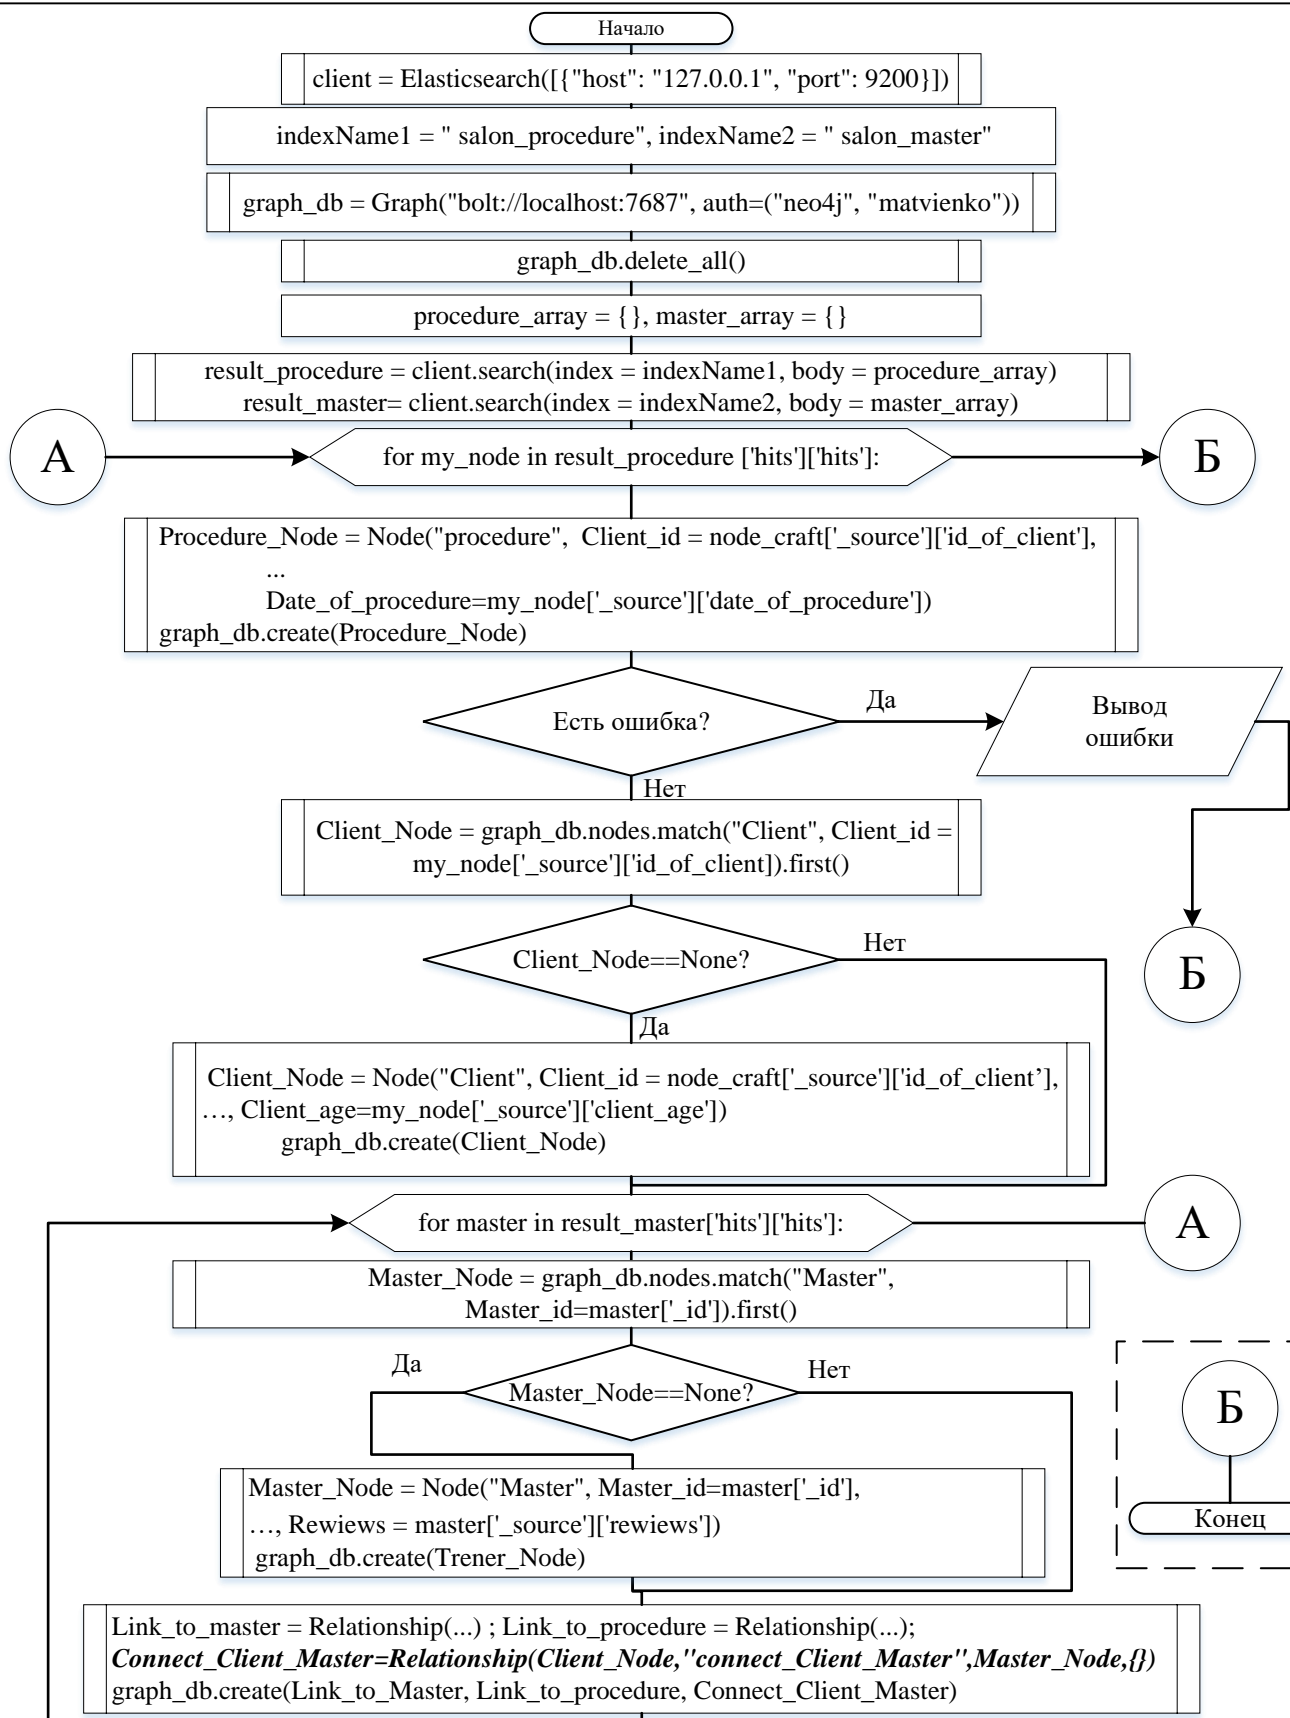 Начало
client = Elasticsearch([{"host": "127.0.0.1", "port": 9200}])
indexName1 = " salon_procedure", indexName2 = " salon_master"
graph_db = Graph("bolt://localhost:7687", auth=("neo4j", "matvienko"))
graph_db.delete_all()
procedure_array = {}, master_array = {}
result_procedure = client.search(index = indexName1, body = procedure_array)
result_master= client.search(index = indexName2, body = master_array)
А
for my_node in result_procedure ['hits']['hits']:
Б
Procedure_Node = Node("procedure", Client_id = node_craft['_source']['id_of_client'],
...
Date_of_procedure=my_node['_source']['date_of_procedure'])
graph_db.create(Procedure_Node)
Есть ошибка?
Да
Вывод
ошибки
Нет
Client_Node = graph_db.nodes.match("Client", Client_id =
my_node['_source']['id_of_client]).first()
Client_Node==None?
Нет
Б
Да
Client_Node = Node("Client", Client_id = node_craft['_source']['id_of_client’],
…, Client_age=my_node['_source']['client_age'])
graph_db.create(Client_Node)
for master in result_master['hits']['hits']:
А
Master_Node = graph_db.nodes.match("Master",
Master_id=master['_id']).first()
Да
Master_Node==None?
Нет
Б
Master_Node = Node("Master", Master_id=master['_id'],
…, Rewiews = master['_source']['rewiews'])
graph_db.create(Trener_Node)
Конец
Link_to_master = Relationship(...) ; Link_to_procedure = Relationship(...);
Connect_Client_Master=Relationship(Client_Node,"connect_Client_Master",Master_Node,{})
graph_db.create(Link_to_Master, Link_to_procedure, Connect_Client_Master)